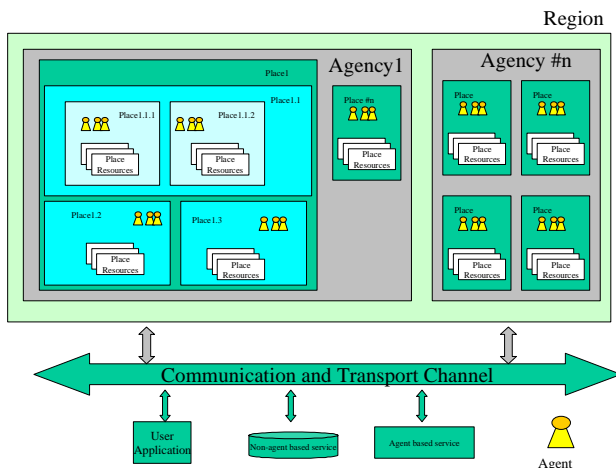 Region
Agency1
Agency #n
Place1
Place1.1
Place1.1.1
Place1.1.2
Place
Resources
Place
Resources
Place #n
Place
Resources
Place
Place
Place
Resources
Place
Resources
Place1.2
Place1.3
Place
Resources
Place
Resources
Place
Place
Place
Resources
Place
Resources
Communication and Transport Channel
User
Application
Non-agent based service
Agent based service
Agent